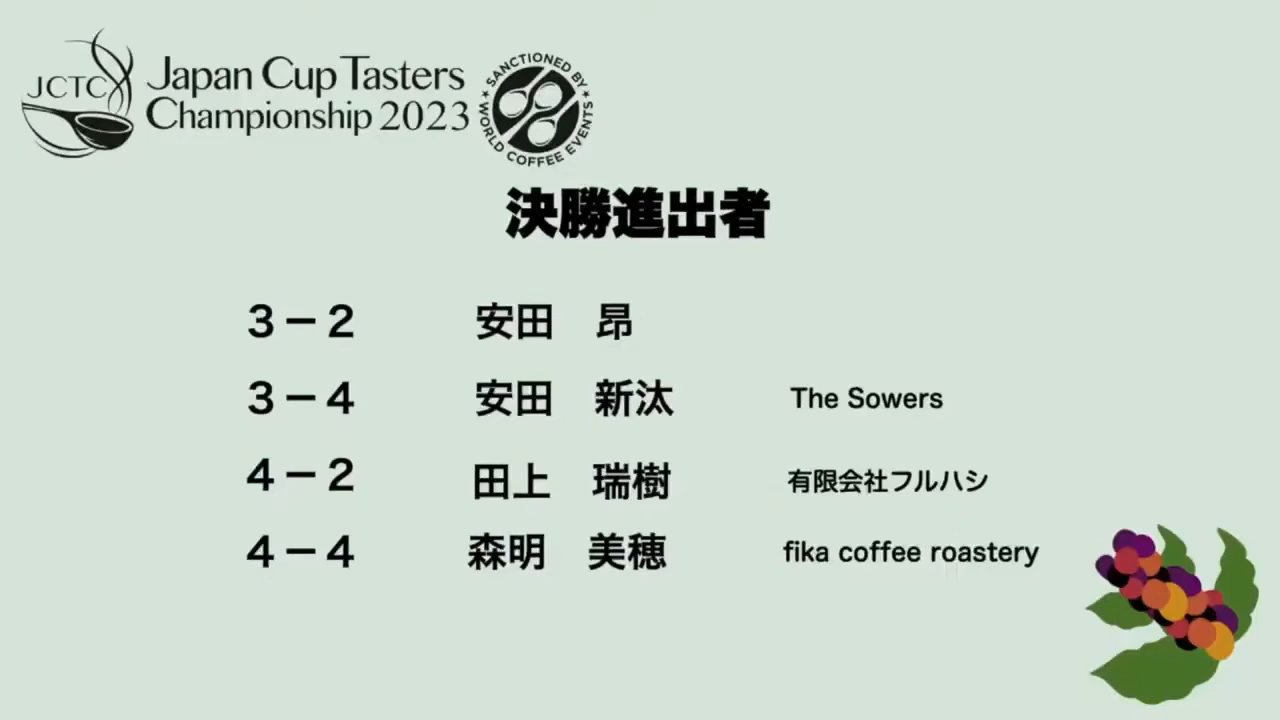 JCTC
Japan Cup Tasters
Championship 2023
SANCTIONED BY
WORLD COFFEE EVENTS
決勝進出者
3－2 安田 昂
3－4 安田 新汰 The Sowers
4－2 田上 瑞樹 有限会社フルハシ
4－4 森明 美穂 fika coffee roastery